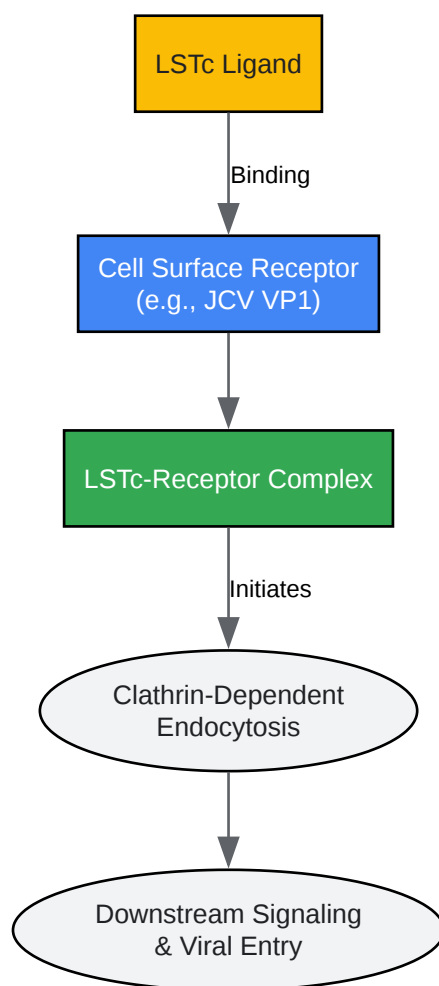 LSTc Ligand
Binding
Cell Surface Receptor
(e.g., JCV VP1)
LSTc-Receptor Complex
Initiates
Clathrin-Dependent
Endocytosis
Downstream Signaling
& Viral Entry